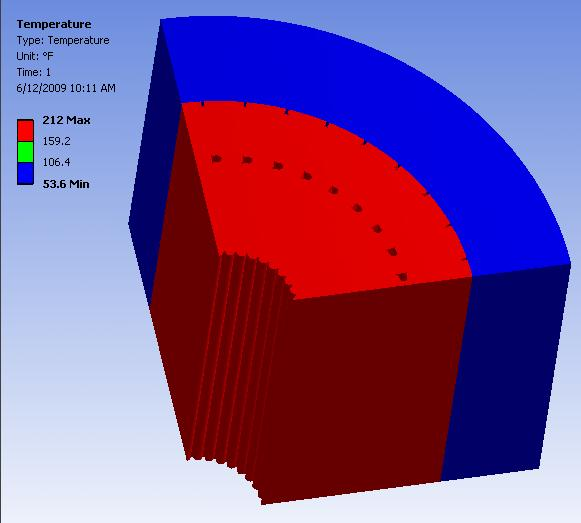 Temperature
Type: Temperature
Unit: °F
Time: 1
6/12/2009 10:11 AM
212 Max
159.2
106.4
53.6 Min